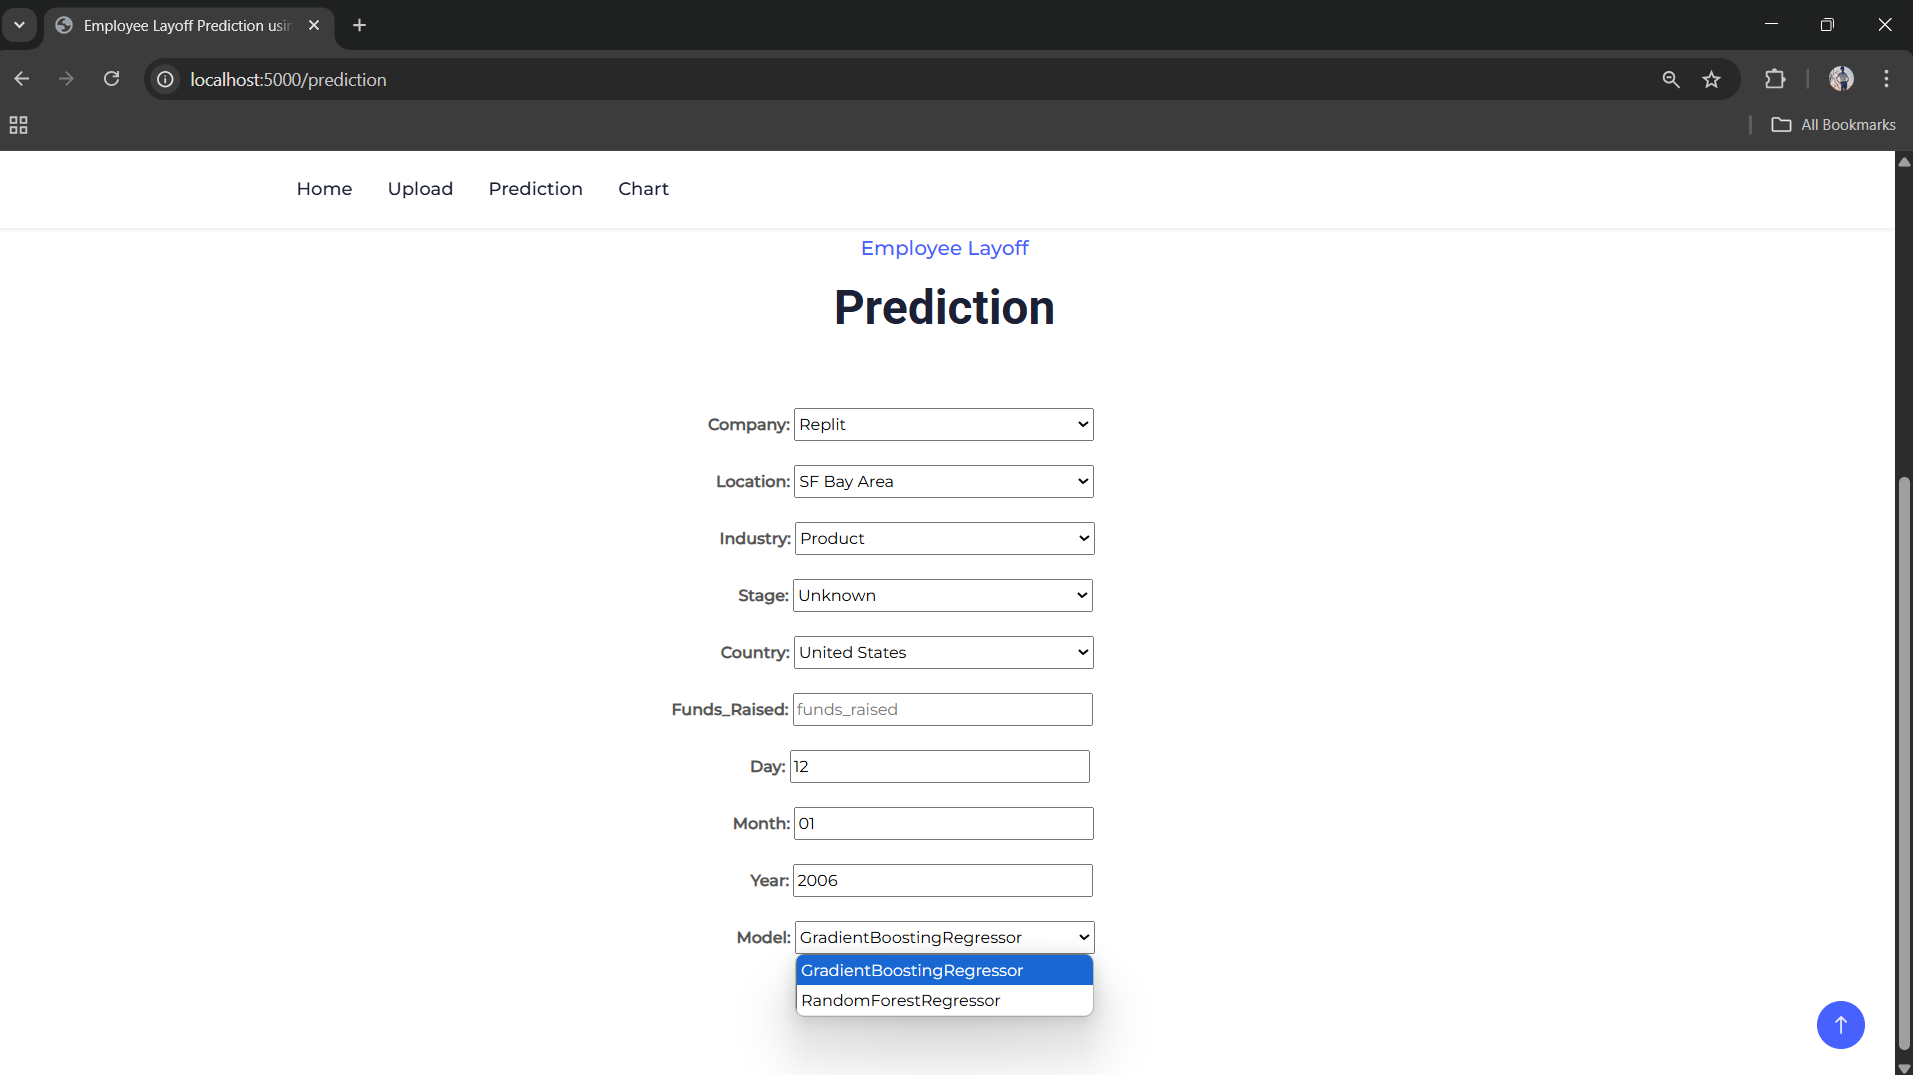 Employee Layoff Prediction usin
localhost:5000/prediction
All Bookmarks
Home Upload Prediction Chart
Employee Layoff
Prediction
Company: Replit
Location: SF Bay Area
Industry: Product
Stage: Unknown
Country: United States
Funds_Raised: funds_raised
Day: 12
Month: 01
Year: 2006
Model: GradientBoostingRegressor
GradientBoostingRegressor
RandomForestRegressor